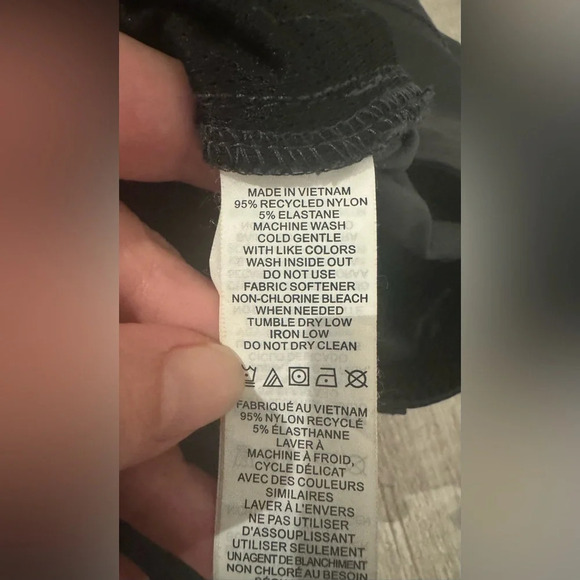 MADE IN VIETNAM
95% RECYCLED NYLON
5% ELASTANE
MACHINE WASH
COLD GENTLE
WITH LIKE COLORS
WASH INSIDE OUT
DO NOT USE
FABRIC SOFTENER
NON-CHLORINE BLEACH
WHEN NEEDED
TUMBLE DRY LOW
IRON LOW
DO NOT DRY CLEAN
FABRIQUÉ AU VIETNAM
95% NYLON RECYCLÉ
5% ÉLASTHANNE
LAVER À
MACHINE À FROID,
CYCLE DÉLICAT
AVEC DES COULEURS
SIMILAIRES
LAVER À L'ENVERS
NE PAS UTILISER
D'ASSOUPLISSANT
UTILISER SEULEMENT
UN AGENT DE BLANCHIMENT
NON CHLORÉ AU BESOIN